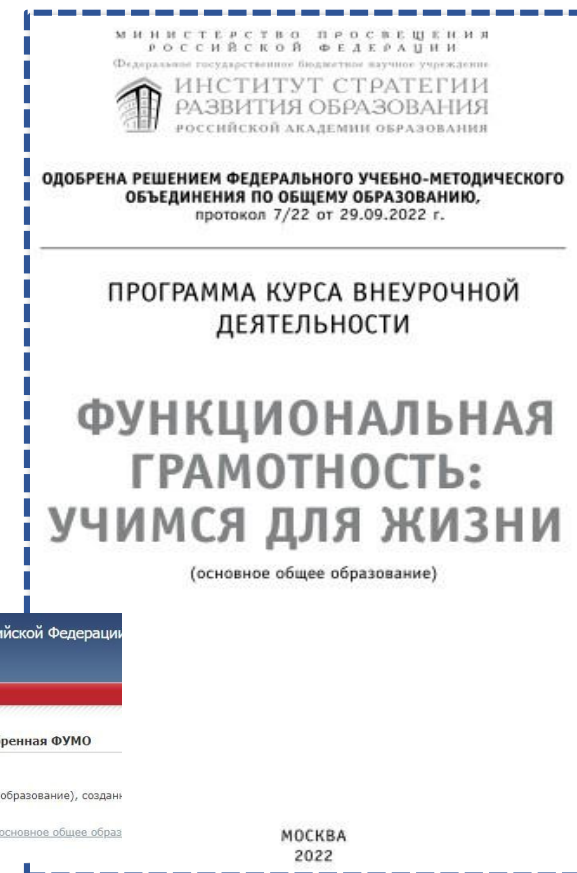 МИНИСТЕРСТВО ПРОСВЕЩЕНИЯ
РОССИЙСКОЙ ФЕДЕРАЦИИ
Федеральное государственное бюджетное научное учреждение
ИНСТИТУТ СТРАТЕГИИ
РАЗВИТИЯ ОБРАЗОВАНИЯ
РОССИЙСКОЙ АКАДЕМИИ ОБРАЗОВАНИЯ
ОДОБРЕНА РЕШЕНИЕМ ФЕДЕРАЛЬНОГО УЧЕБНО-МЕТОДИЧЕСКОГО
ОБЪЕДИНЕНИЯ ПО ОБЩЕМУ ОБРАЗОВАНИЮ,
протокол 7/22 от 29.09.2022 г.
ПРОГРАММА КУРСА ВНЕУРОЧНОЙ
ДЕЯТЕЛЬНОСТИ
ФУНКЦИОНАЛЬНАЯ
ГРАМОТНОСТЬ:
УЧИМСЯ ДЛЯ ЖИЗНИ
(основное общее образование)
йской Федерации
ренная ФУМО
образование), создан
основное общее образ
МОСКВА
2022